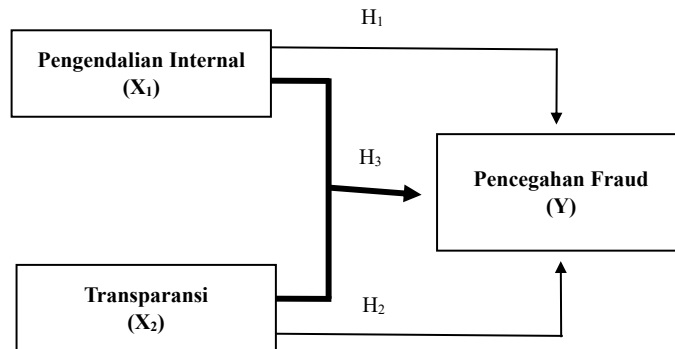 H₁
Pengendalian Internal
(X₁)
H₃
Pencegahan Fraud
(Y)
Transparansi
(X₂)
H₂